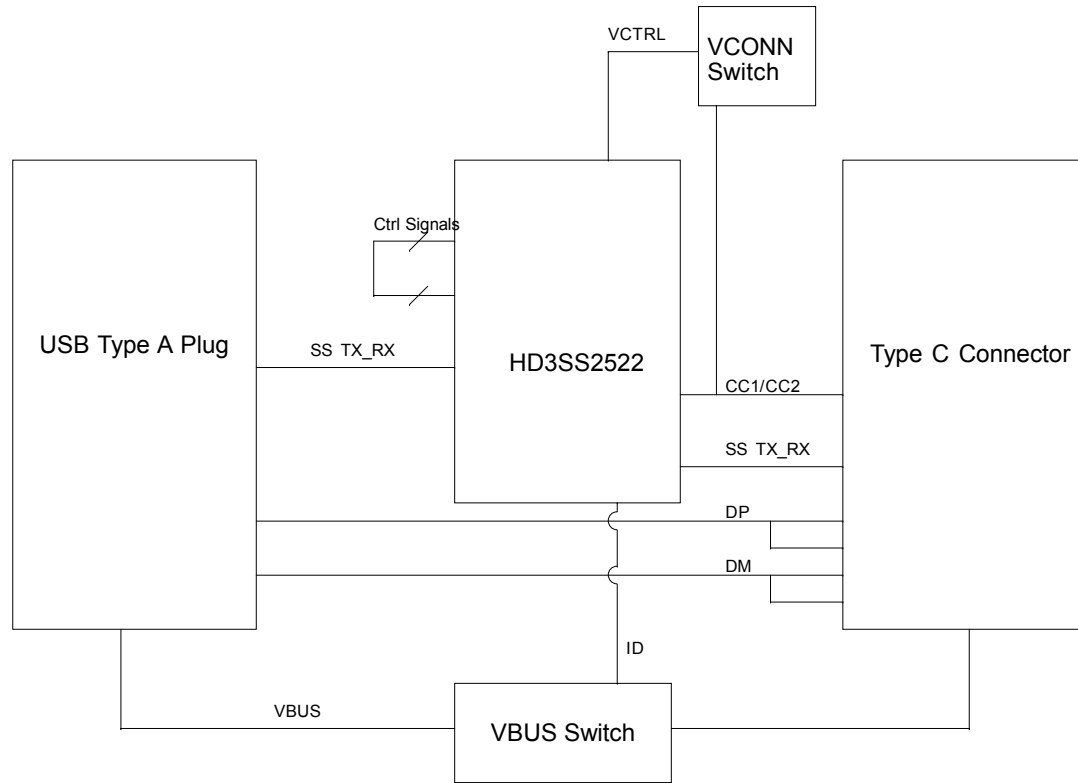 VCTRL
VCONN
Switch
Ctrl Signals
USB Type A Plug
SS TX_RX
HD3SS2522
Type C Connector
CC1/CC2
SS TX_RX
DP
DM
ID
VBUS
VBUS Switch